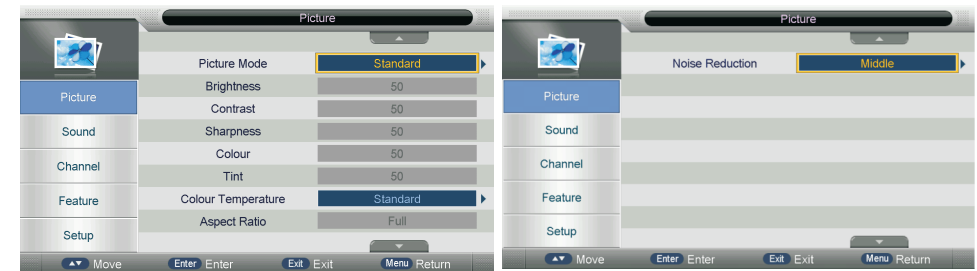 Picture
Picture
Sound
Channel
Feature
Setup
Picture Mode Standard
Brightness 50
Contrast 50
Sharpness 50
Colour 50
Tint 50
Colour Temperature Standard
Aspect Ratio Full
Move Enter Enter Exit Exit Menu Return
Picture
Picture
Sound
Channel
Feature
Setup
Noise Reduction Middle
Move Enter Enter Exit Exit Menu Return